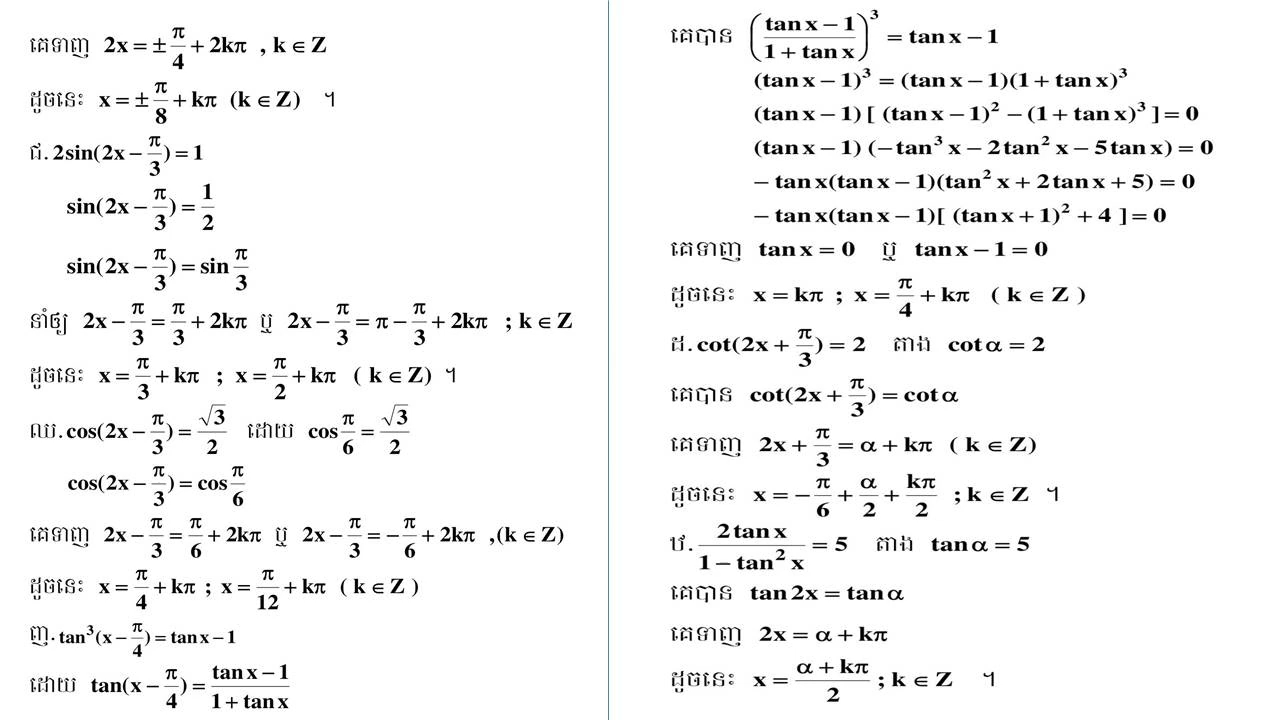 គេទាញ 2x = ± π/4 + 2kπ , k ∈ Z
ដូចនេះ x = ± π/8 + kπ (k ∈ Z) ។
ជ. 2sin(2x − π/3) = 1
sin(2x − π/3) = 1/2
sin(2x − π/3) = sin π/3
នាំឲ្យ 2x − π/3 = π/3 + 2kπ ឬ 2x − π/3 = π − π/3 + 2kπ ; k ∈ Z
ដូចនេះ x = π/3 + kπ ; x = π/2 + kπ ( k ∈ Z) ។
ឈ. cos(2x − π/3) = √3/2 ដោយ cos π/6 = √3/2
cos(2x − π/3) = cos π/6
គេទាញ 2x − π/3 = π/6 + 2kπ ឬ 2x − π/3 = − π/6 + 2kπ ,(k ∈ Z)
ដូចនេះ x = π/4 + kπ ; x = π/12 + kπ ( k ∈ Z )
ញ. tan³(x − π/4) = tan x − 1
ដោយ tan(x − π/4) = (tan x − 1)/(1 + tan x)
គេបាន ((tan x − 1)/(1 + tan x))³ = tan x − 1
(tan x − 1)³ = (tan x − 1)(1 + tan x)³
(tan x − 1) [ (tan x − 1)² − (1 + tan x)³ ] = 0
(tan x − 1) (− tan³ x − 2tan² x − 5tan x) = 0
− tan x(tan x − 1)(tan² x + 2tan x + 5) = 0
− tan x(tan x − 1)[ (tan x + 1)² + 4 ] = 0
គេទាញ tan x = 0 ឬ tan x − 1 = 0
ដូចនេះ x = kπ ; x = π/4 + kπ ( k ∈ Z )
ដ. cot(2x + π/3) = 2 តាង cot α = 2
គេបាន cot(2x + π/3) = cot α
គេទាញ 2x + π/3 = α + kπ ( k ∈ Z)
ដូចនេះ x = − π/6 + α/2 + kπ/2 ; k ∈ Z ។
ឋ. 2 tan x/(1 − tan² x) = 5 តាង tan α = 5
គេបាន tan 2x = tan α
គេទាញ 2x = α + kπ
ដូចនេះ x = (α + kπ)/2 ; k ∈ Z ។